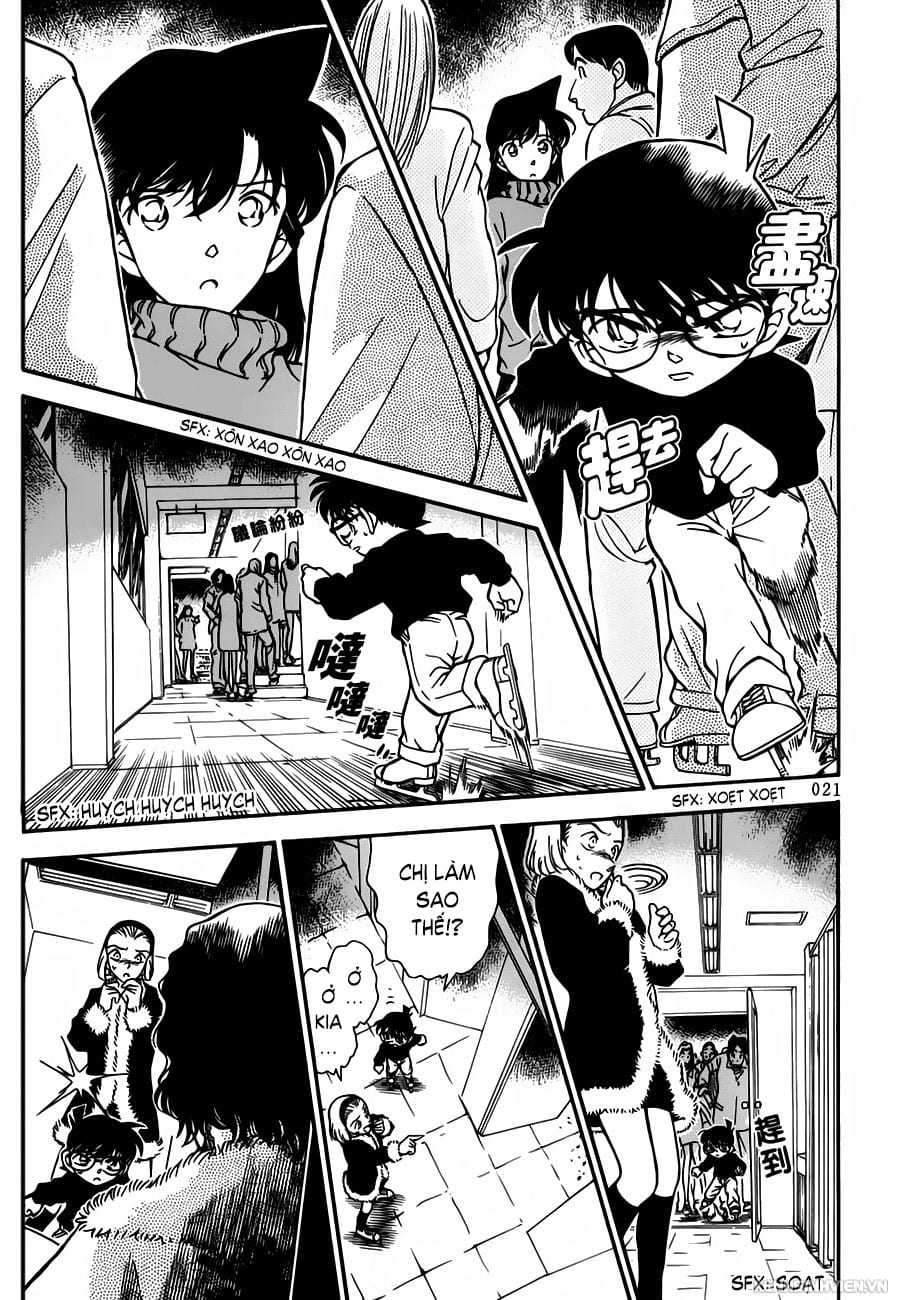 盡速
趕去
SFX: XÔN XAO XÔN XAO
SFX: XOẸT XOẸT
021
議論紛紛
噠
噠
噠
SFX: HUỴCH HUỴCH HUỴCH
趕到
SFX: SOẠT
CHỊ LÀM
SAO
THẾ!?
Ơ
Ơ ...
KIA
...